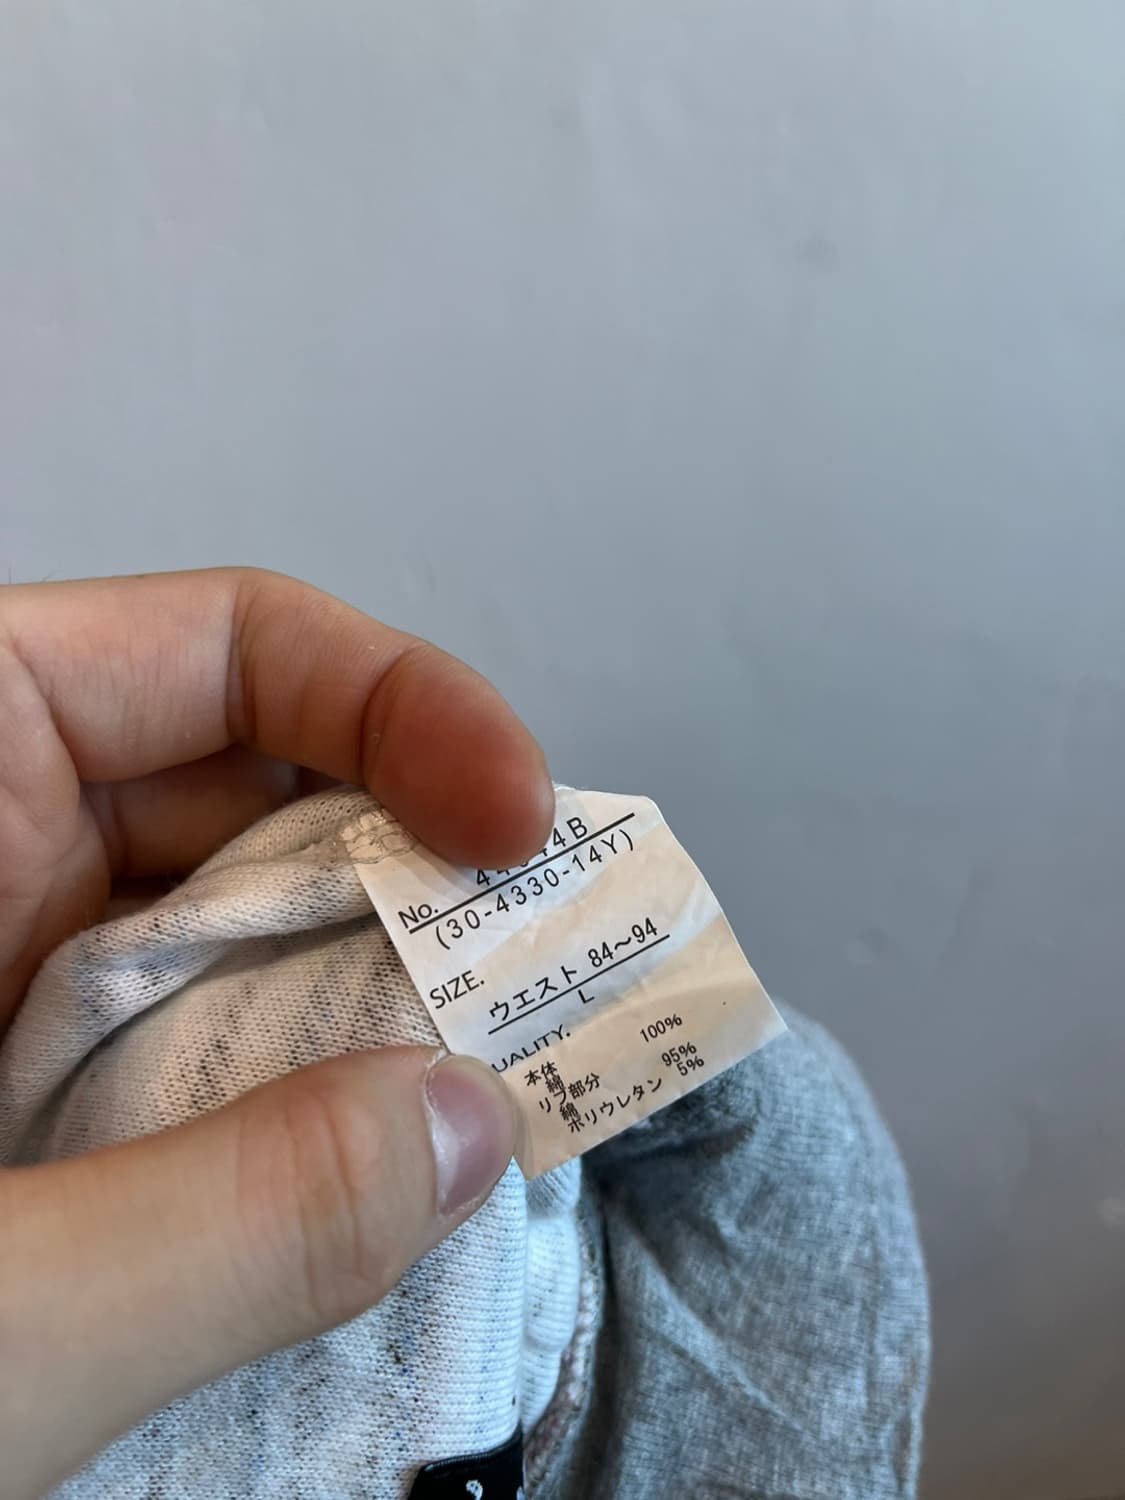 No.
(30-4330-14Y)
SIZE.
ウエスト 84～94
L
UALITY.
本体
綿 100%
リブ部分
綿 95%
ポリウレタン 5%